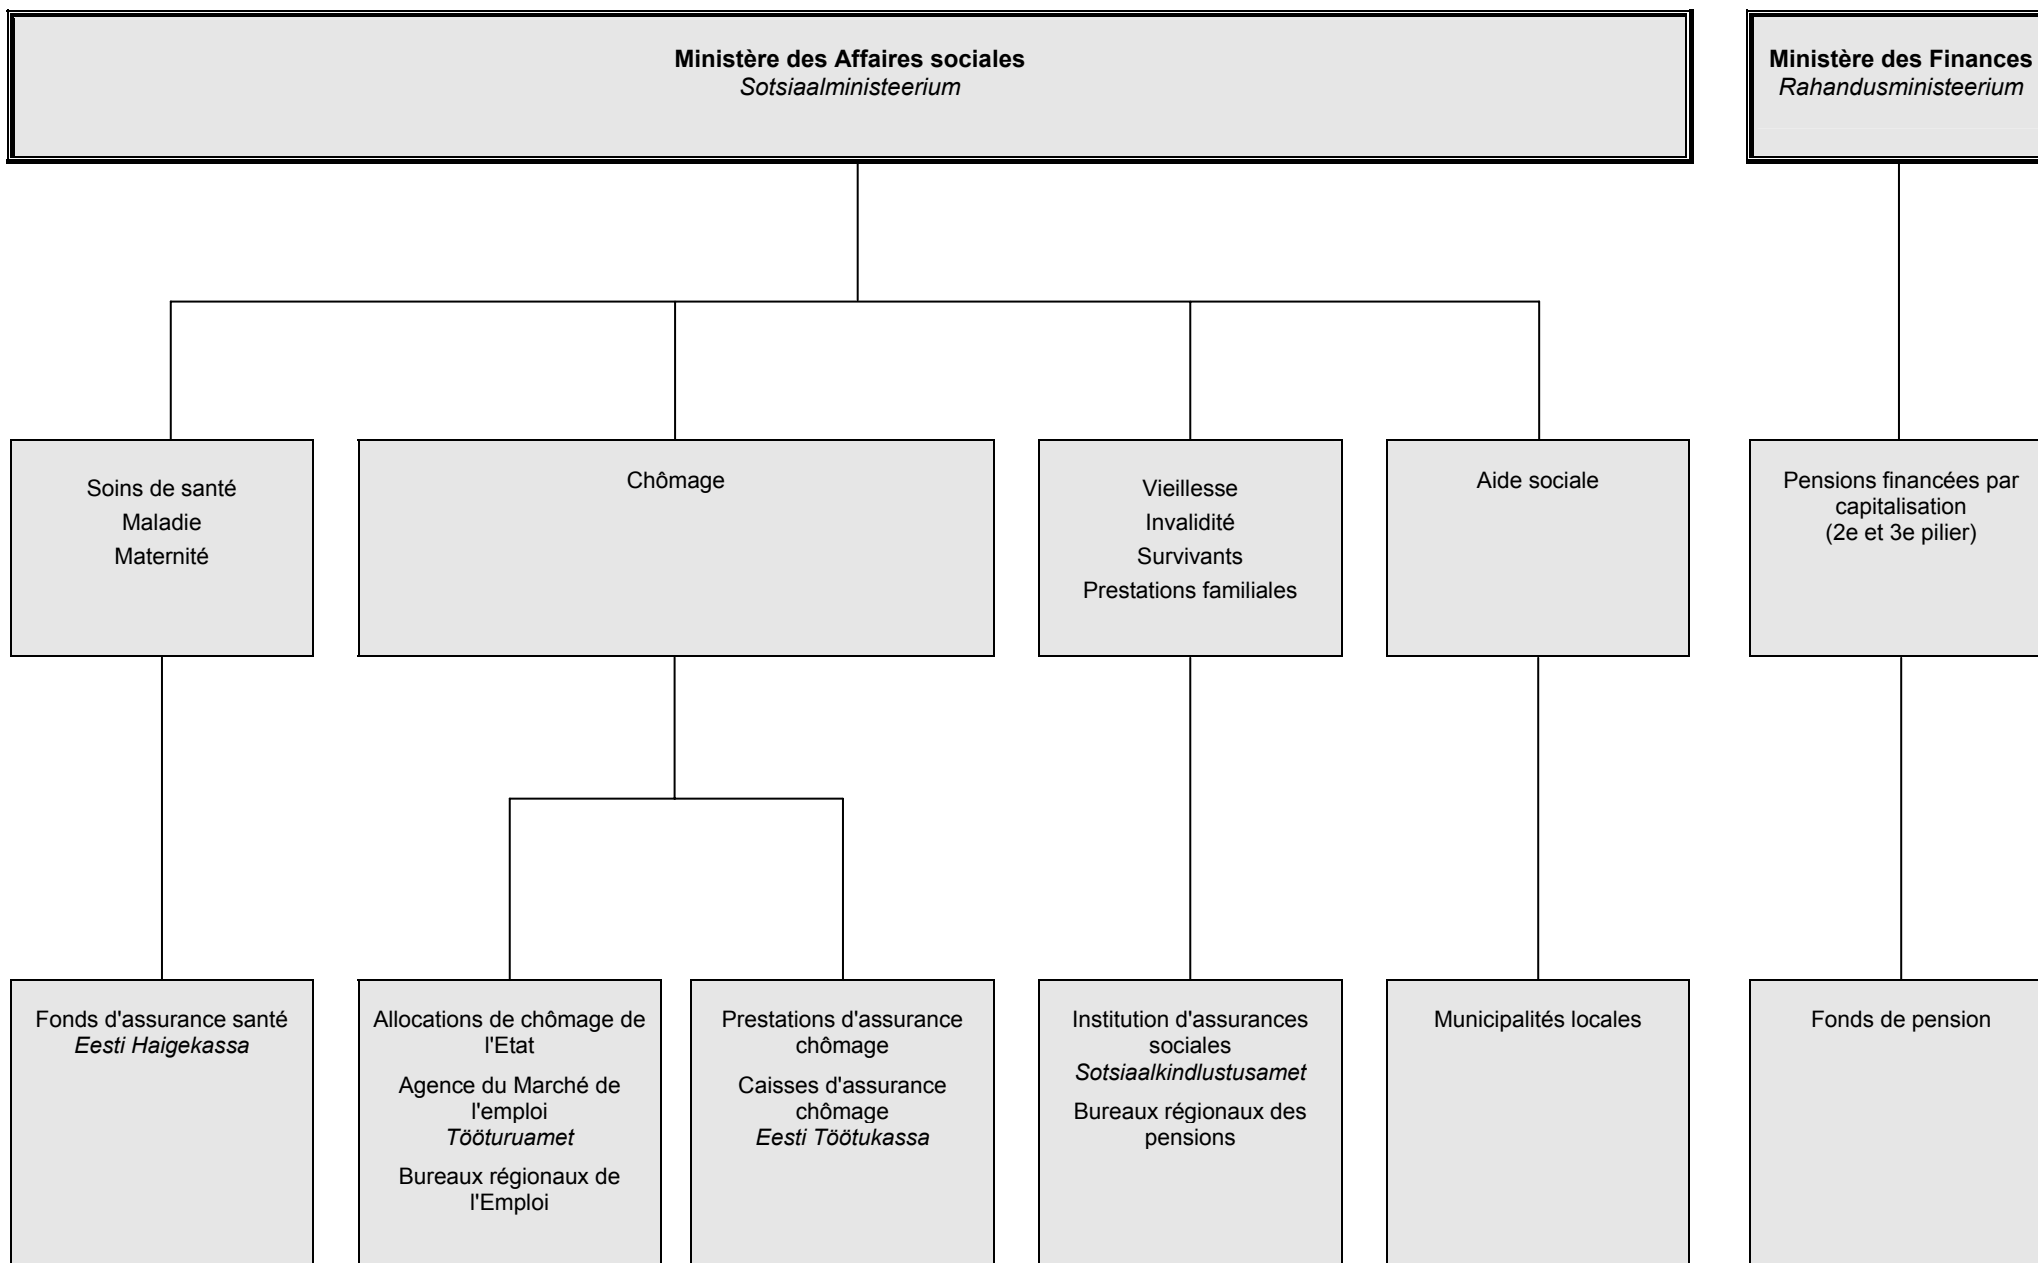 Ministère des Affaires sociales
Sotsiaalministeerium
Ministère des Finances
Rahandusministeerium
Soins de santé
Maladie
Maternité
Chômage
Vieillesse
Invalidité
Survivants
Prestations familiales
Aide sociale
Pensions financées par
capitalisation
(2e et 3e pilier)
Fonds d'assurance santé
Eesti Haigekassa
Allocations de chômage de
l'Etat
Agence du Marché de
l'emploi
Tööturuamet
Bureaux régionaux de
l'Emploi
Prestations d'assurance
chômage
Caisses d'assurance
chômage
Eesti Töötukassa
Institution d'assurances
sociales
Sotsiaalkindlustusamet
Bureaux régionaux des
pensions
Municipalités locales
Fonds de pension